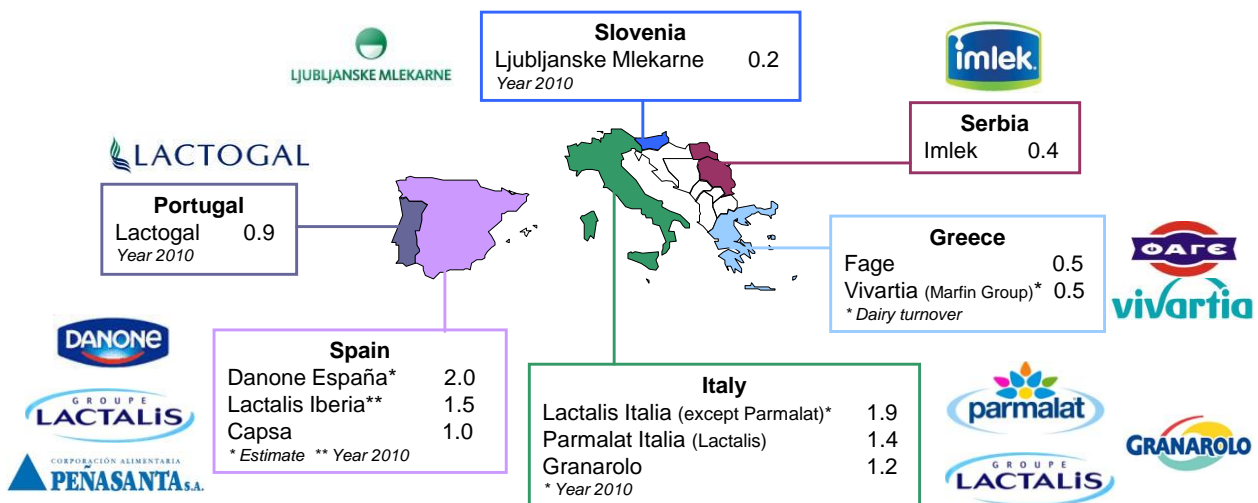 Slovenia
Ljubljanske Mlekarne 0.2
Year 2010
LJUBLJANSKE MLEKARNE
imlek
Serbia
Imlek 0.4
LACTOGAL
Portugal
Lactogal 0.9
Year 2010
Greece
Fage 0.5
Vivartia (Marfin Group)* 0.5
* Dairy turnover
ΦΑΓΕ
vivartia
DANONE
GROUPE
LACTALIS
CORPORACIÓN ALIMENTARIA
PEÑASANTA S.A.
Spain
Danone España* 2.0
Lactalis Iberia** 1.5
Capsa 1.0
* Estimate ** Year 2010
Italy
Lactalis Italia (except Parmalat)* 1.9
Parmalat Italia (Lactalis) 1.4
Granarolo 1.2
* Year 2010
parmalat
GRANAROLO
GROUPE
LACTALIS